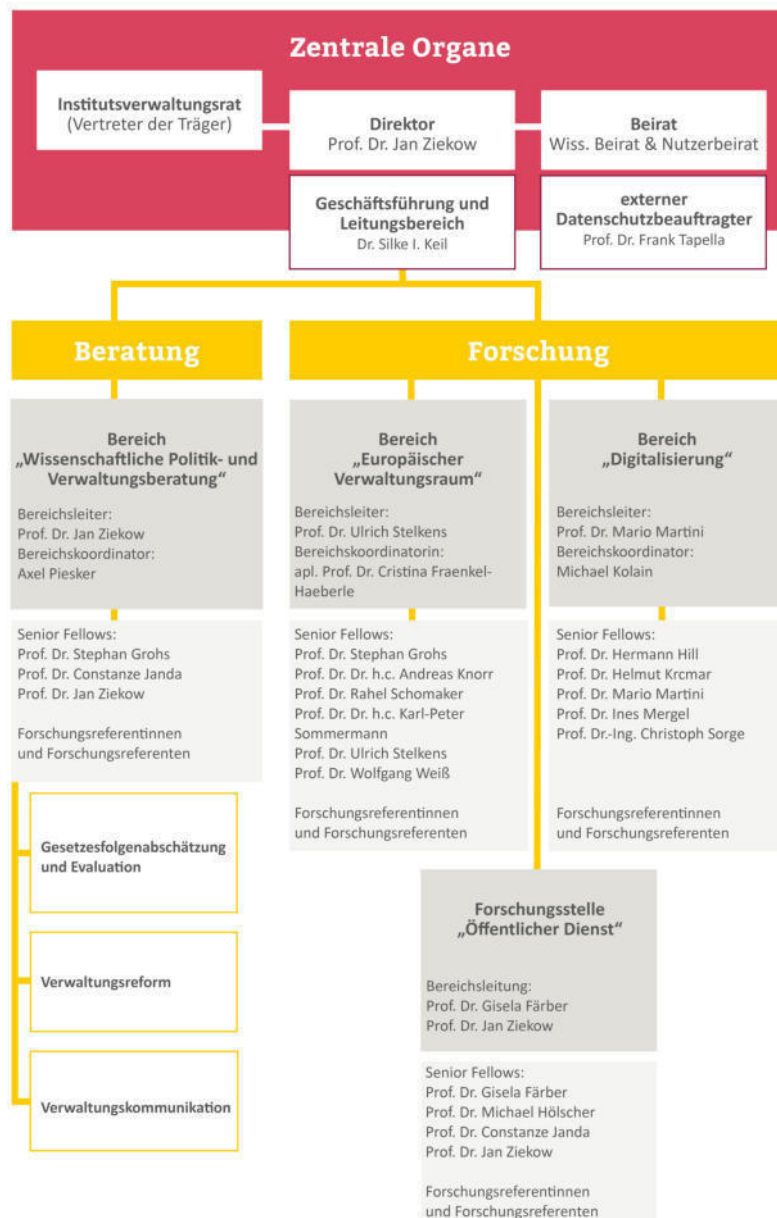 Zentrale Organe
Institutsverwaltungsrat
(Vertreter der Träger)
Direktor
Prof. Dr. Jan Ziekow
Beirat
Wiss. Beirat & Nutzerbeirat
Geschäftsführung und
Leitungsbereich
Dr. Silke I. Keil
externer
Datenschutzbeauftragter
Prof. Dr. Frank Tapella
Beratung
Forschung
Bereich
„Wissenschaftliche Politik- und
Verwaltungsberatung“
Bereichsleiter:
Prof. Dr. Jan Ziekow
Bereichskoordinator:
Axel Piesker
Senior Fellows:
Prof. Dr. Stephan Grohs
Prof. Dr. Constanze Janda
Prof. Dr. Jan Ziekow
Forschungsreferentinnen
und Forschungsreferenten
Gesetzesfolgenabschätzung
und Evaluation
Verwaltungsreform
Verwaltungskommunikation
Bereich
„Europäischer
Verwaltungsraum“
Bereichsleiter:
Prof. Dr. Ulrich Stelkens
Bereichskoordinatorin:
apl. Prof. Dr. Cristina Fraenkel-
Haeberle
Senior Fellows:
Prof. Dr. Stephan Grohs
Prof. Dr. Dr. h.c. Andreas Knorr
Prof. Dr. Rahel Schomaker
Prof. Dr. Dr. h.c. Karl-Peter
Sommermann
Prof. Dr. Ulrich Stelkens
Prof. Dr. Wolfgang Weiß
Forschungsreferentinnen
und Forschungsreferenten
Bereich
„Digitalisierung“
Bereichsleiter:
Prof. Dr. Mario Martini
Bereichskoordinator:
Michael Kolain
Senior Fellows:
Prof. Dr. Hermann Hill
Prof. Dr. Helmut Krcmar
Prof. Dr. Mario Martini
Prof. Dr. Ines Mergel
Prof. Dr.-Ing. Christoph Sorge
Forschungsreferentinnen
und Forschungsreferenten
Forschungsstelle
„Öffentlicher Dienst“
Bereichsleitung:
Prof. Dr. Gisela Färber
Prof. Dr. Jan Ziekow
Senior Fellows:
Prof. Dr. Gisela Färber
Prof. Dr. Michael Hölscher
Prof. Dr. Constanze Janda
Prof. Dr. Jan Ziekow
Forschungsreferentinnen
und Forschungsreferenten